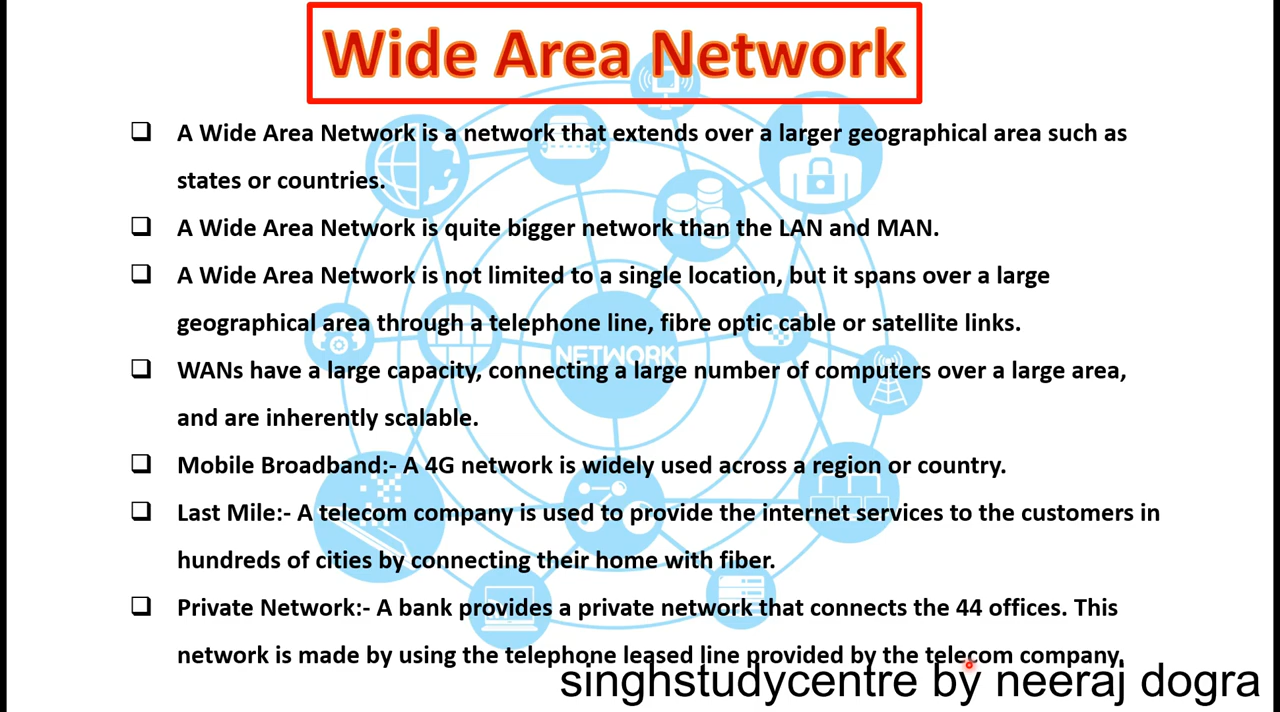 Wide Area Network
❑ A Wide Area Network is a network that extends over a larger geographical area such as
states or countries.
❑ A Wide Area Network is quite bigger network than the LAN and MAN.
❑ A Wide Area Network is not limited to a single location, but it spans over a large
geographical area through a telephone line, fibre optic cable or satellite links.
❑ WANs have a large capacity, connecting a large number of computers over a large area,
and are inherently scalable.
❑ Mobile Broadband:- A 4G network is widely used across a region or country.
❑ Last Mile:- A telecom company is used to provide the internet services to the customers in
hundreds of cities by connecting their home with fiber.
❑ Private Network:- A bank provides a private network that connects the 44 offices. This
network is made by using the telephone leased line provided by the telecom company.
NETWORK
singhstudycentre by neeraj dogra